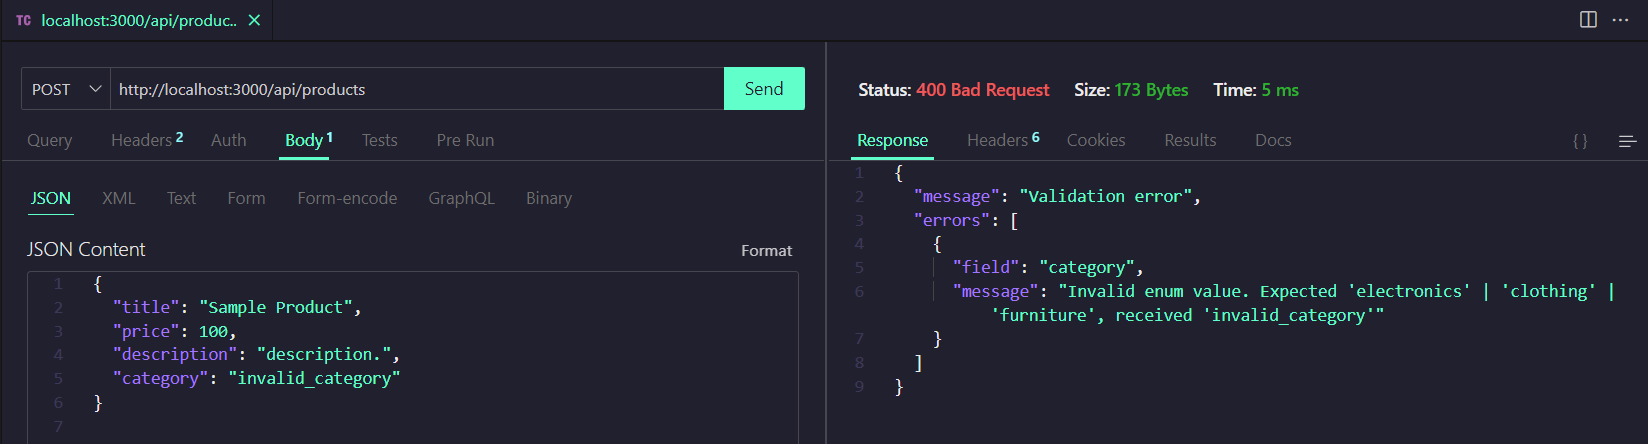 TC localhost:3000/api/produc..
POST http://localhost:3000/api/products Send
Query Headers 2 Auth Body 1 Tests Pre Run
JSON XML Text Form Form-encode GraphQL Binary
JSON Content Format
1 {
2 "title": "Sample Product",
3 "price": 100,
4 "description": "description.",
5 "category": "invalid_category"
6 }
7
Status: 400 Bad Request Size: 173 Bytes Time: 5 ms
Response Headers 6 Cookies Results Docs {}
1 {
2 "message": "Validation error",
3 "errors": [
4 {
5 "field": "category",
6 "message": "Invalid enum value. Expected 'electronics' | 'clothing' |
'furniture', received 'invalid_category'"
7 }
8 ]
9 }